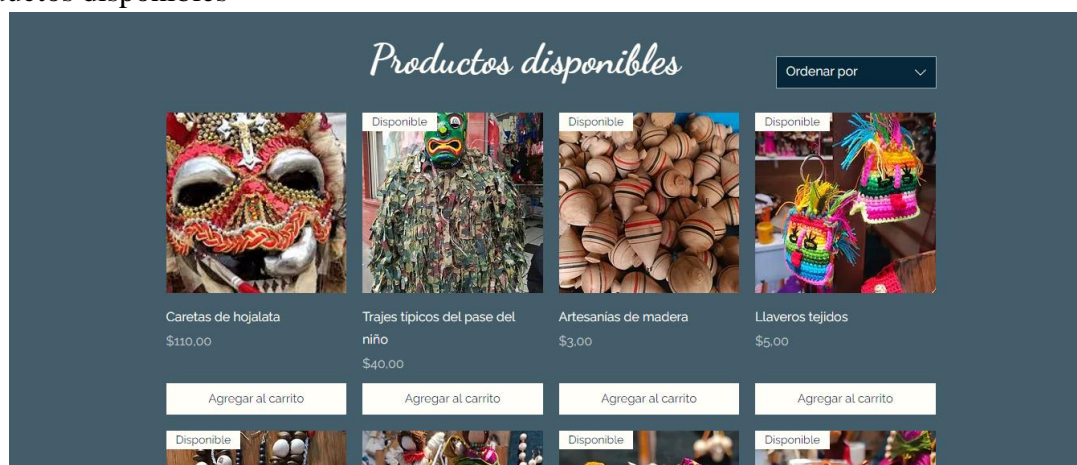 Productos disponibles
Ordenar por
Disponible
Disponible
Disponible
Caretas de hojalata
$110,00
Agregar al carrito
Trajes típicos del pase del
niño
$40,00
Agregar al carrito
Artesanías de madera
$3,00
Agregar al carrito
Llaveros tejidos
$5,00
Agregar al carrito
Disponible
Disponible
Disponible